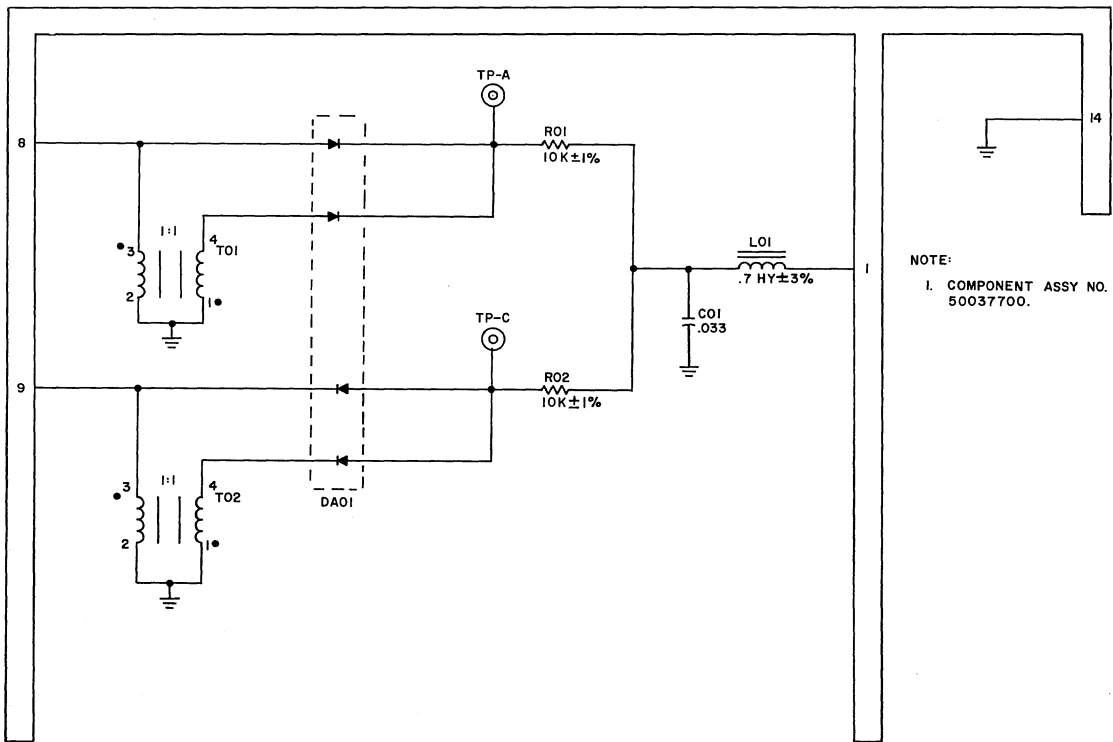 TP-A
8
R01
10K±1%
14
1:1
3
4
T01
2
1
L01
.7 HY±3%
1
NOTE:
1. COMPONENT ASSY NO.
50037700.
C01
.033
TP-C
9
R02
10K±1%
1:1
3
4
T02
2
1
DA01